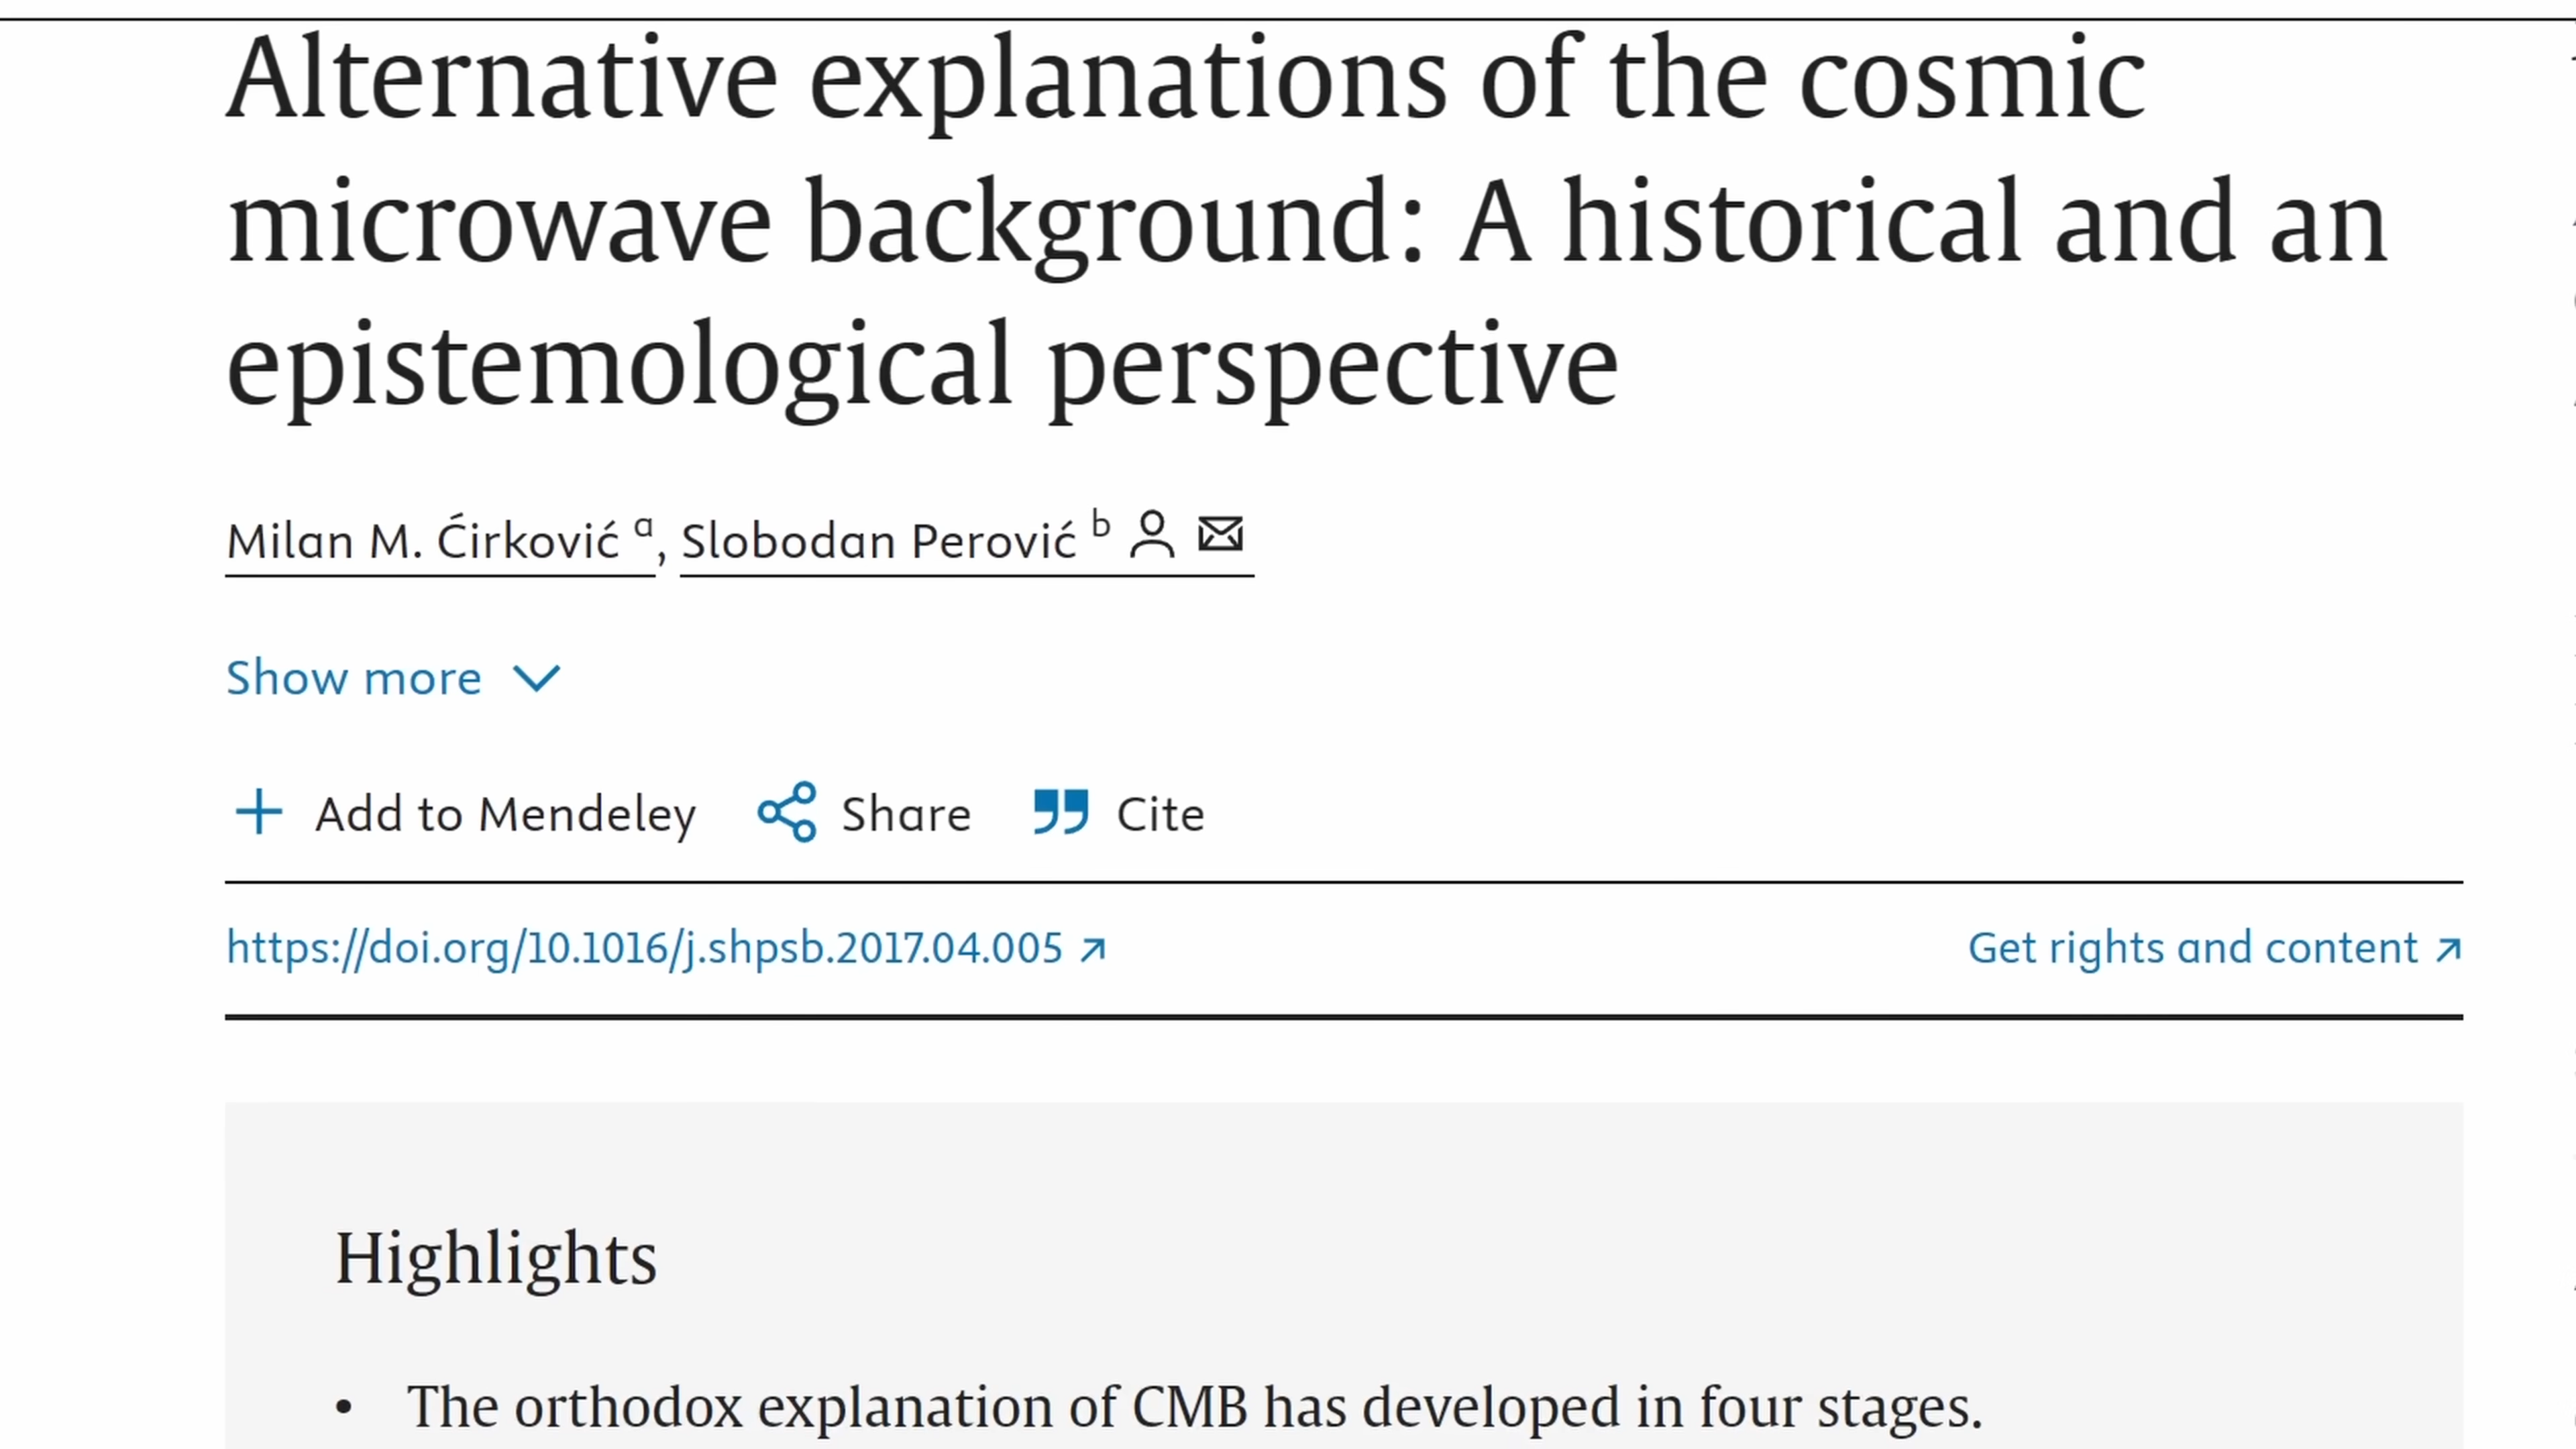 Alternative explanations of the cosmic
microwave background: A historical and an
epistemological perspective
Milan M. Ćirković a, Slobodan Perović b
Show more
Add to Mendeley Share Cite
https://doi.org/10.1016/j.shpsb.2017.04.005 Get rights and content
Highlights
• The orthodox explanation of CMB has developed in four stages.